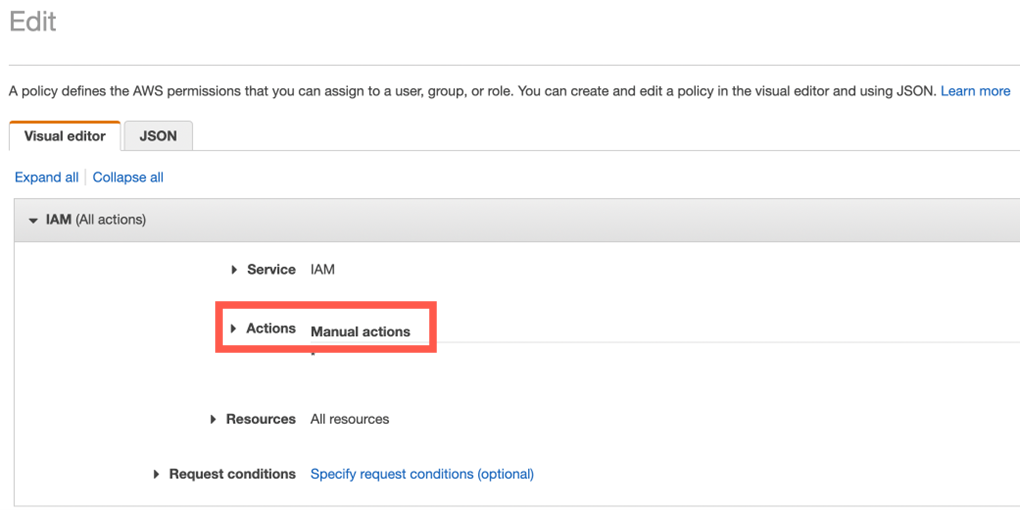 Edit
A policy defines the AWS permissions that you can assign to a user, group, or role. You can create and edit a policy in the visual editor and using JSON. Learn more
Visual editor JSON
Expand all Collapse all
IAM (All actions)
Service IAM
Actions Manual actions
Resources All resources
Request conditions Specify request conditions (optional)